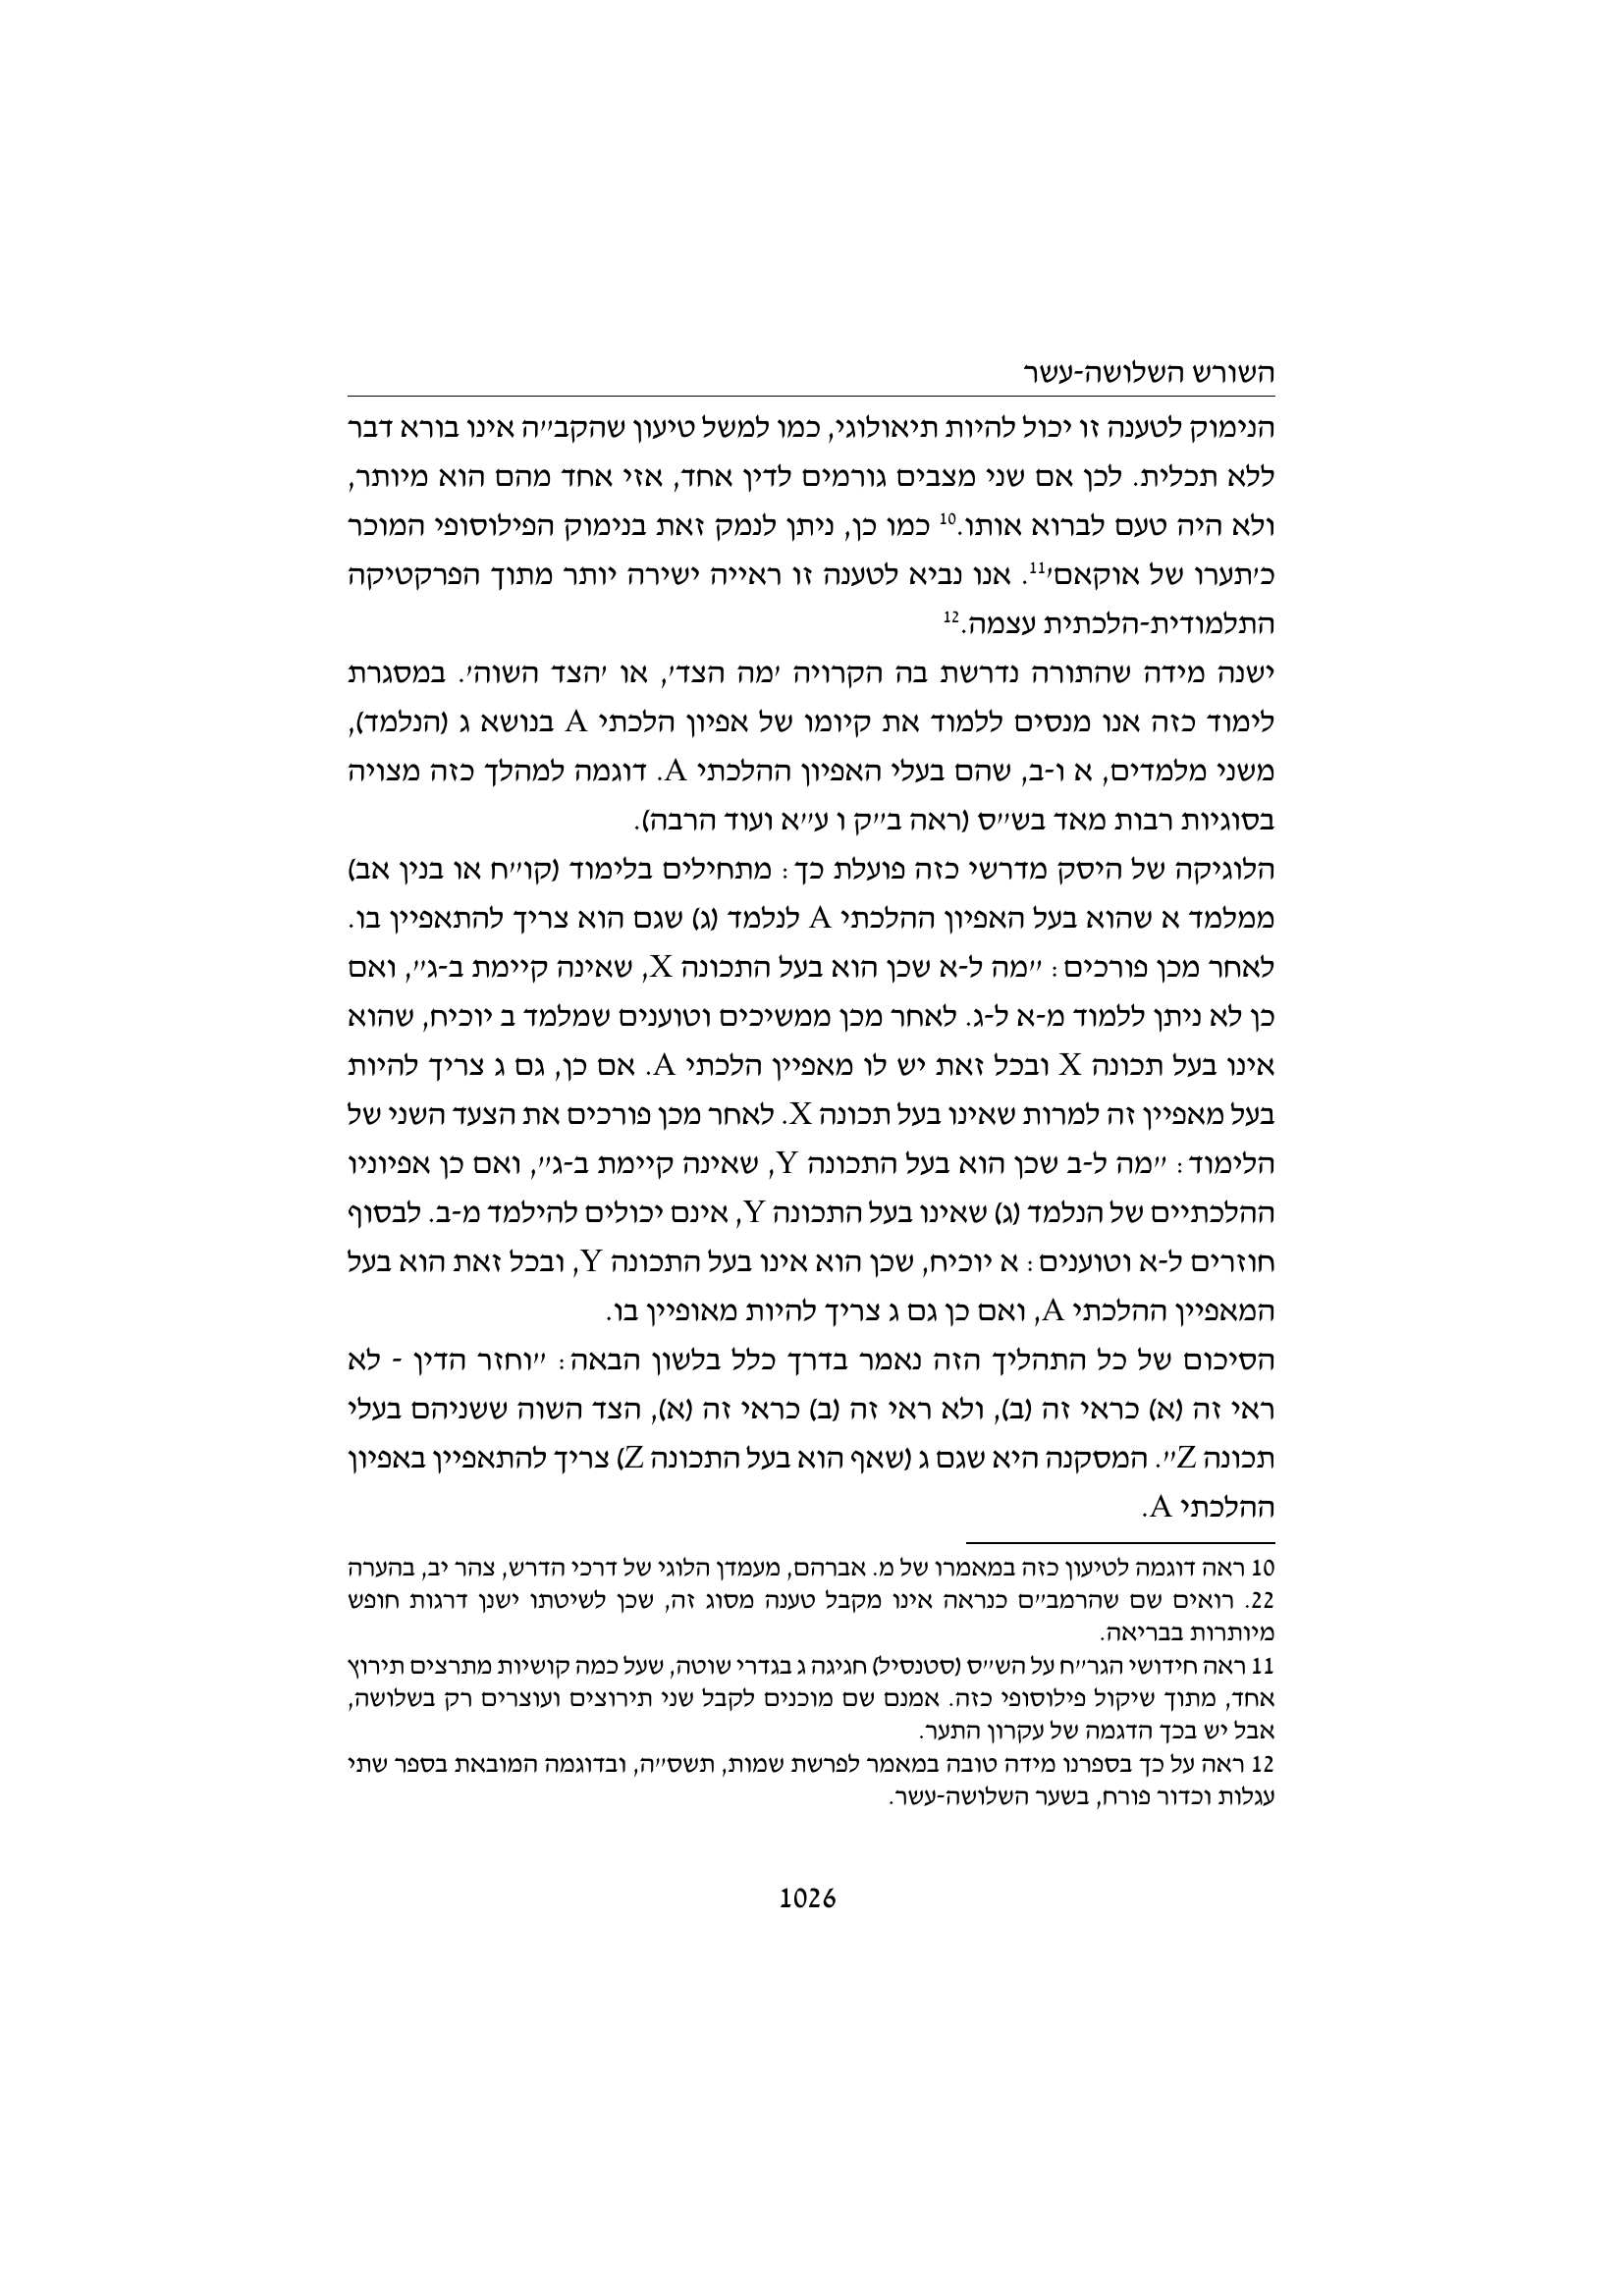 השורש השלושה-עשר
הנימוק לטענה זו יכול להיות תיאולוגי, כמו למשל טיעון שהקב״ה אינו בורא דבר
ללא תכלית. לכן אם שני מצבים גורמים לדין אחד, אזי אחד מהם הוא מיותר,
ולא היה טעם לברוא אותו.10 כמו כן, ניתן לנמק זאת בנימוק הפילוסופי המוכר
כ׳תערו של אוקאם׳11. אנו נביא לטענה זו ראייה ישירה יותר מתוך הפרקטיקה
התלמודית-הלכתית עצמה.12
ישנה מידה שהתורה נדרשת בה הקרויה ׳מה הצד׳, או ׳הצד השוה׳. במסגרת
לימוד כזה אנו מנסים ללמוד את קיומו של אפיון הלכתי A בנושא ג (הנלמד),
משני מלמדים, א ו-ב, שהם בעלי האפיון ההלכתי A. דוגמה למהלך כזה מצויה
בסוגיות רבות מאד בש״ס (ראה ב״ק ו ע״א ועוד הרבה).
הלוגיקה של היסק מדרשי כזה פועלת כך: מתחילים בלימוד (קו״ח או בנין אב)
ממלמד א שהוא בעל האפיון ההלכתי A לנלמד (ג) שגם הוא צריך להתאפיין בו.
לאחר מכן פורכים: ״מה ל-א שכן הוא בעל התכונה X, שאינה קיימת ב-ג״, ואם
כן לא ניתן ללמוד מ-א ל-ג. לאחר מכן ממשיכים וטוענים שמלמד ב יוכיח, שהוא
אינו בעל תכונה X ובכל זאת יש לו מאפיין הלכתי A. אם כן, גם ג צריך להיות
בעל מאפיין זה למרות שאינו בעל תכונה X. לאחר מכן פורכים את הצעד השני של
הלימוד: ״מה ל-ב שכן הוא בעל התכונה Y, שאינה קיימת ב-ג״, ואם כן אפיוניו
ההלכתיים של הנלמד (ג) שאינו בעל התכונה Y, אינם יכולים להילמד מ-ב. לבסוף
חוזרים ל-א וטוענים: א יוכיח, שכן הוא אינו בעל התכונה Y, ובכל זאת הוא בעל
המאפיין ההלכתי A, ואם כן גם ג צריך להיות מאופיין בו.
הסיכום של כל התהליך הזה נאמר בדרך כלל בלשון הבאה: ״וחזר הדין - לא
ראי זה (א) כראי זה (ב), ולא ראי זה (ב) כראי זה (א), הצד השוה ששניהם בעלי
תכונה Z״. המסקנה היא שגם ג (שאף הוא בעל התכונה Z) צריך להתאפיין באפיון
ההלכתי A.
10 ראה דוגמה לטיעון כזה במאמרו של מ. אברהם, מעמדן הלוגי של דרכי הדרש, צהר יב, בהערה
22. רואים שם שהרמב״ם כנראה אינו מקבל טענה מסוג זה, שכן לשיטתו ישנן דרגות חופש
מיותרות בבריאה.
11 ראה חידושי הגר״ח על הש״ס (סטנסיל) חגיגה ג בגדרי שוטה, שעל כמה קושיות מתרצים תירוץ
אחד, מתוך שיקול פילוסופי כזה. אמנם שם מוכנים לקבל שני תירוצים ועוצרים רק בשלושה,
אבל יש בכך הדגמה של עקרון התער.
12 ראה על כך בספרנו מידה טובה במאמר לפרשת שמות, תשס״ה, ובדוגמה המובאת בספר שתי
עגלות וכדור פורח, בשער השלושה-עשר.
1026